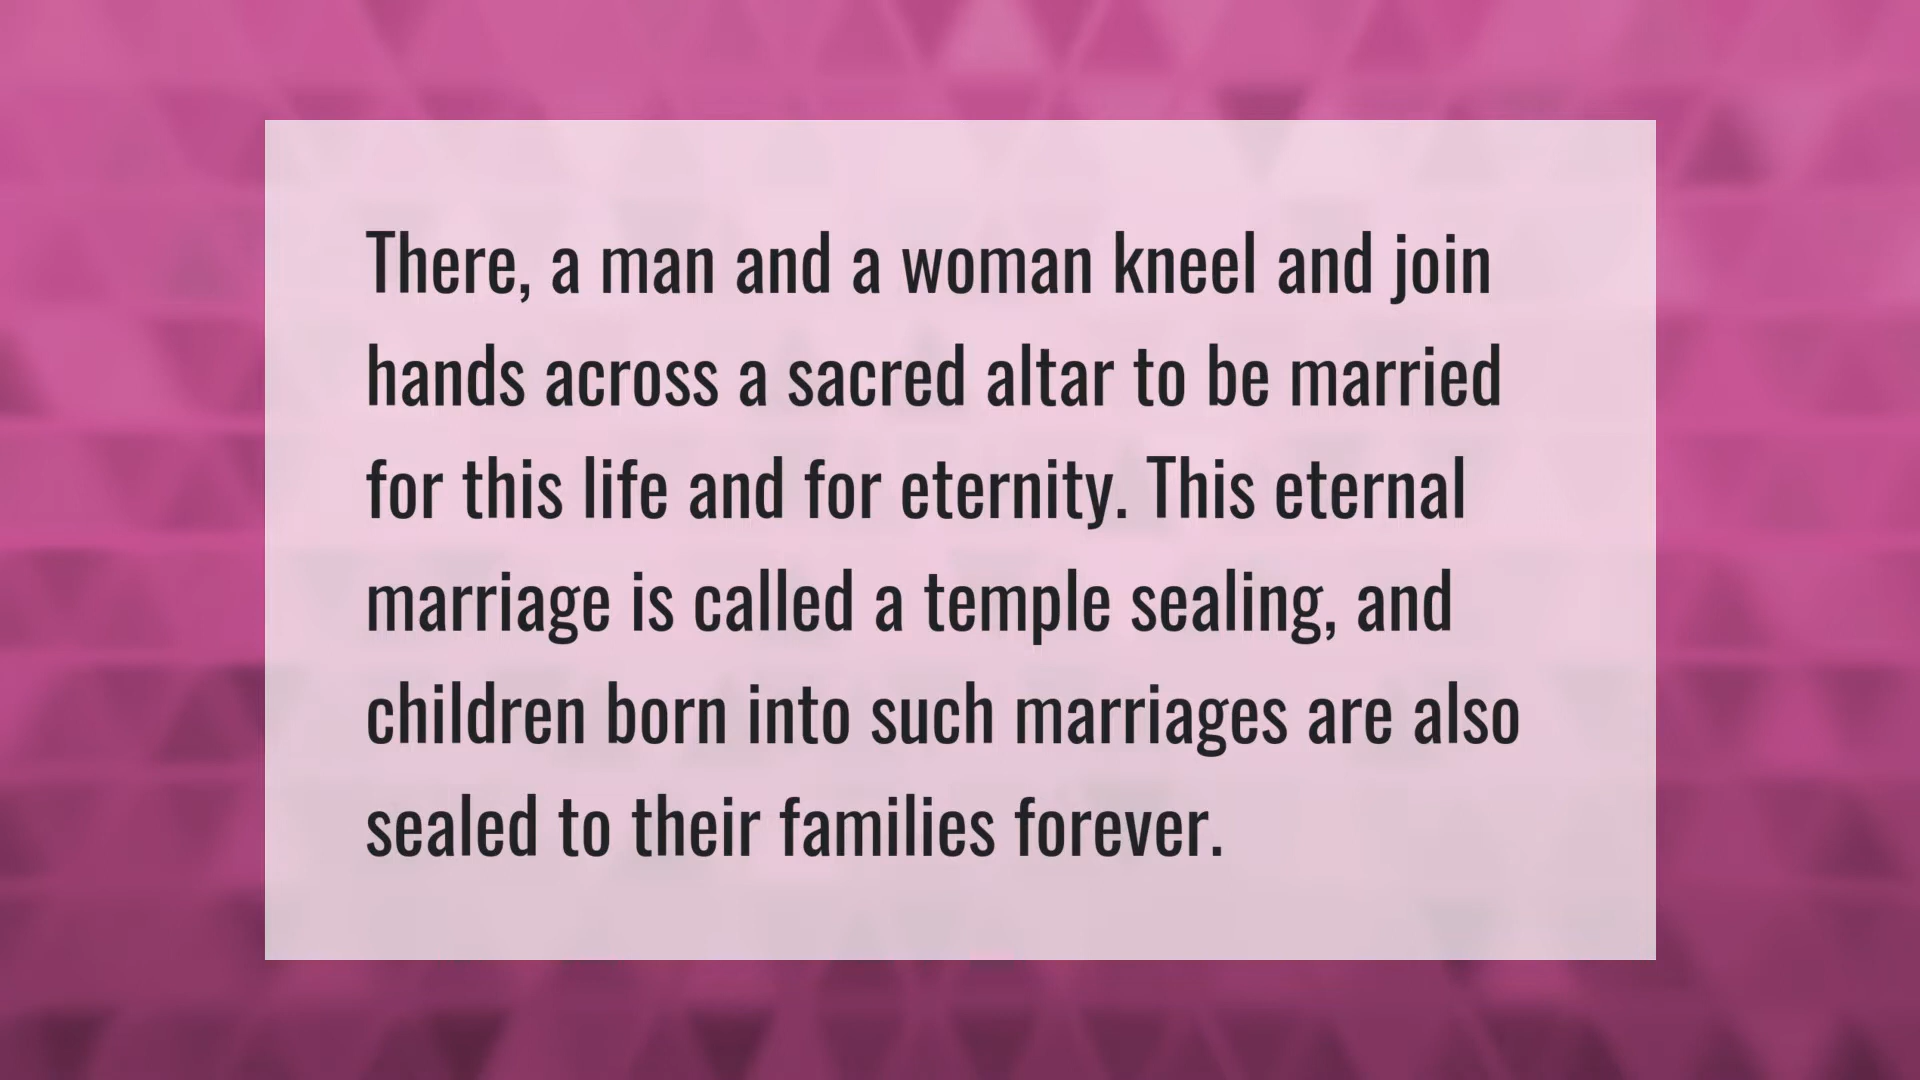 There, a man and a woman kneel and join
hands across a sacred altar to be married
for this life and for eternity. This eternal
marriage is called a temple sealing, and
children born into such marriages are also
sealed to their families forever.